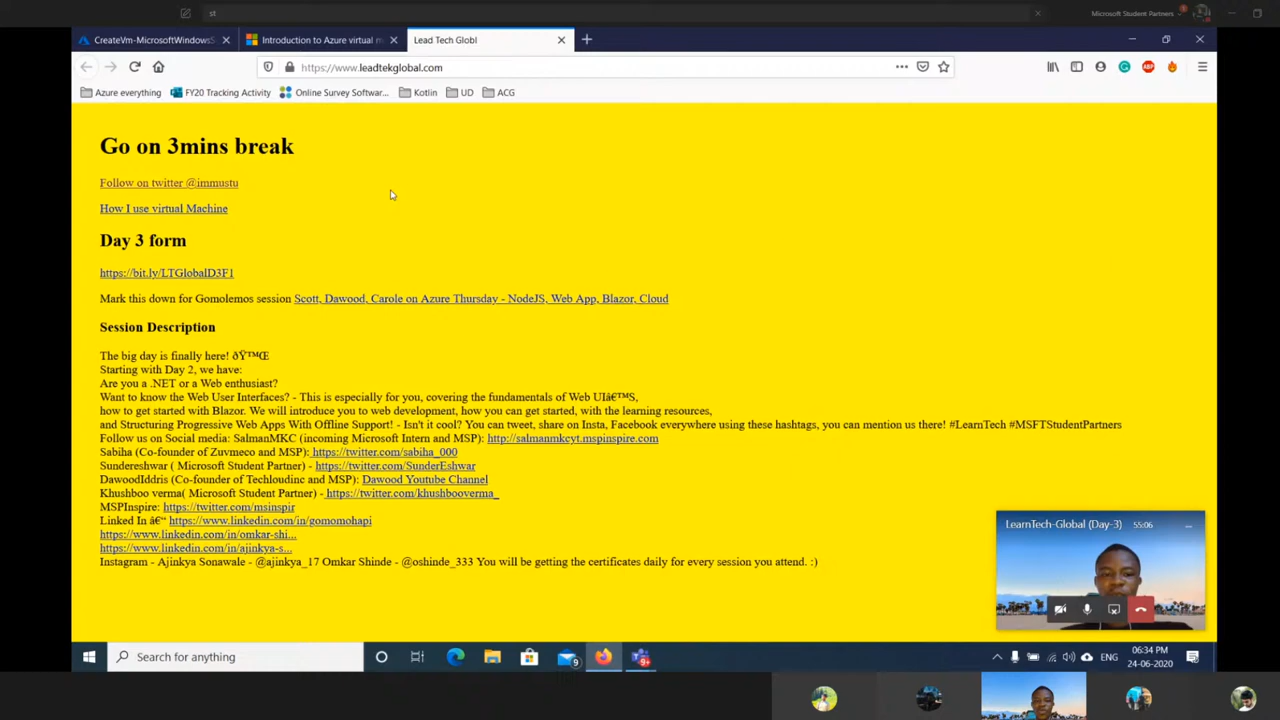 st
Microsoft Student Partners
CreateVm-MicrosoftWindowsS
Introduction to Azure virtual m
Lead Tech Globl
https://www.leadtekglobal.com
Azure everything
FY20 Tracking Activity
Online Survey Softwar...
Kotlin
UD
ACG
Go on 3mins break
Follow on twitter @immustu
How I use virtual Machine
Day 3 form
https://bit.ly/LTGlobalD3F1
Mark this down for Gomolemos session Scott, Dawood, Carole on Azure Thursday - NodeJS, Web App, Blazor, Cloud
Session Description
The big day is finally here! ðŸ™Œ
Starting with Day 2, we have:
Are you a .NET or a Web enthusiast?
Want to know the Web User Interfaces? - This is especially for you, covering the fundamentals of Web UIâ€™S,
how to get started with Blazor. We will introduce you to web development, how you can get started, with the learning resources,
and Structuring Progressive Web Apps With Offline Support! - Isn't it cool? You can tweet, share on Insta, Facebook everywhere using these hashtags, you can mention us there! #LearnTech #MSFTStudentPartners
Follow us on Social media: SalmanMKC (incoming Microsoft Intern and MSP): http://salmanmkcyt.mspinspire.com
Sabiha (Co-founder of Zuvmeco and MSP): https://twitter.com/sabiha_000
Sundereshwar ( Microsoft Student Partner) - https://twitter.com/SunderEshwar
DawoodIddris (Co-founder of Techloudinc and MSP): Dawood Youtube Channel
Khushboo verma( Microsoft Student Partner) - https://twitter.com/khushbooverma_
MSPInspire: https://twitter.com/msinspir
Linked In â€“ https://www.linkedin.com/in/gomomohapi
https://www.linkedin.com/in/omkar-shi...
https://www.linkedin.com/in/ajinkya-s...
Instagram - Ajinkya Sonawale - @ajinkya_17 Omkar Shinde - @oshinde_333 You will be getting the certificates daily for every session you attend. :)
LearnTech-Global (Day-3) 55:06
Search for anything
9
9+
ENG
06:34 PM
24-06-2020